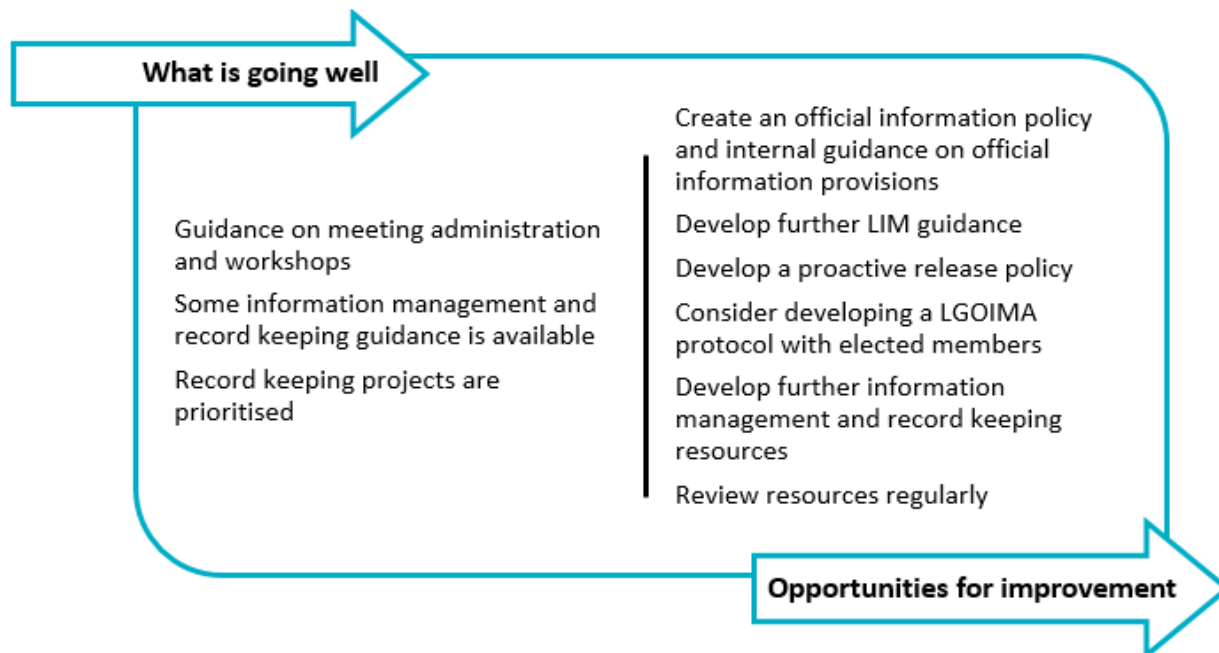 What is going well
Guidance on meeting administration
and workshops
Some information management and
record keeping guidance is available
Record keeping projects are
prioritised
Create an official information policy
and internal guidance on official
information provisions
Develop further LIM guidance
Develop a proactive release policy
Consider developing a LGOIMA
protocol with elected members
Develop further information
management and record keeping
resources
Review resources regularly
Opportunities for improvement